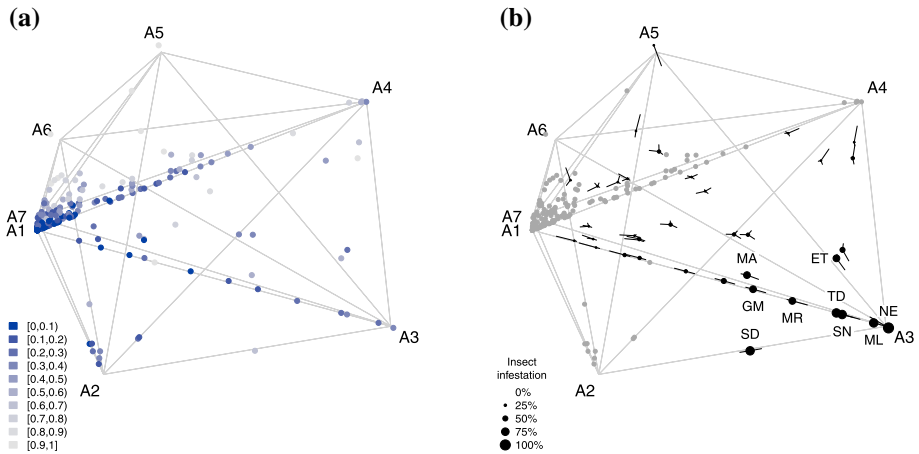 (a)
A5
A4
A6
A7
A1
A3
A2
[0,0.1)
[0.1,0.2)
[0.2,0.3)
[0.3,0.4)
[0.4,0.5)
[0.5,0.6)
[0.6,0.7)
[0.7,0.8)
[0.8,0.9)
[0.9,1]
(b)
A5
A4
A6
A7
A1
MA
ET
TD
NE
GM
MR
SN
ML
A3
SD
A2
Insect
infestation
0%
25%
50%
75%
100%